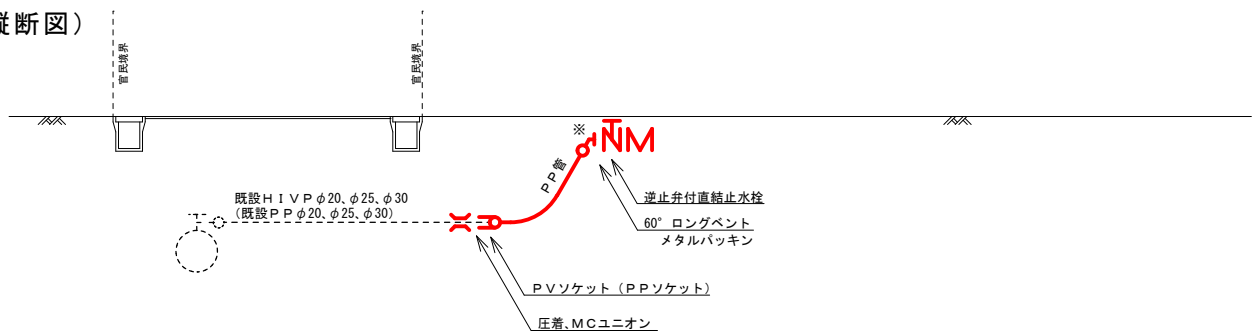 縦断図）
官民境界
官民境界
※
NM
PP管
既設ＨＩＶＰφ20、φ25、φ30
（既設ＰＰφ20、φ25、φ30）
逆止弁付直結止水栓
60°ロングベント
メタルパッキン
ＰＶソケット（ＰＰソケット）
圧着、ＭＣユニオン